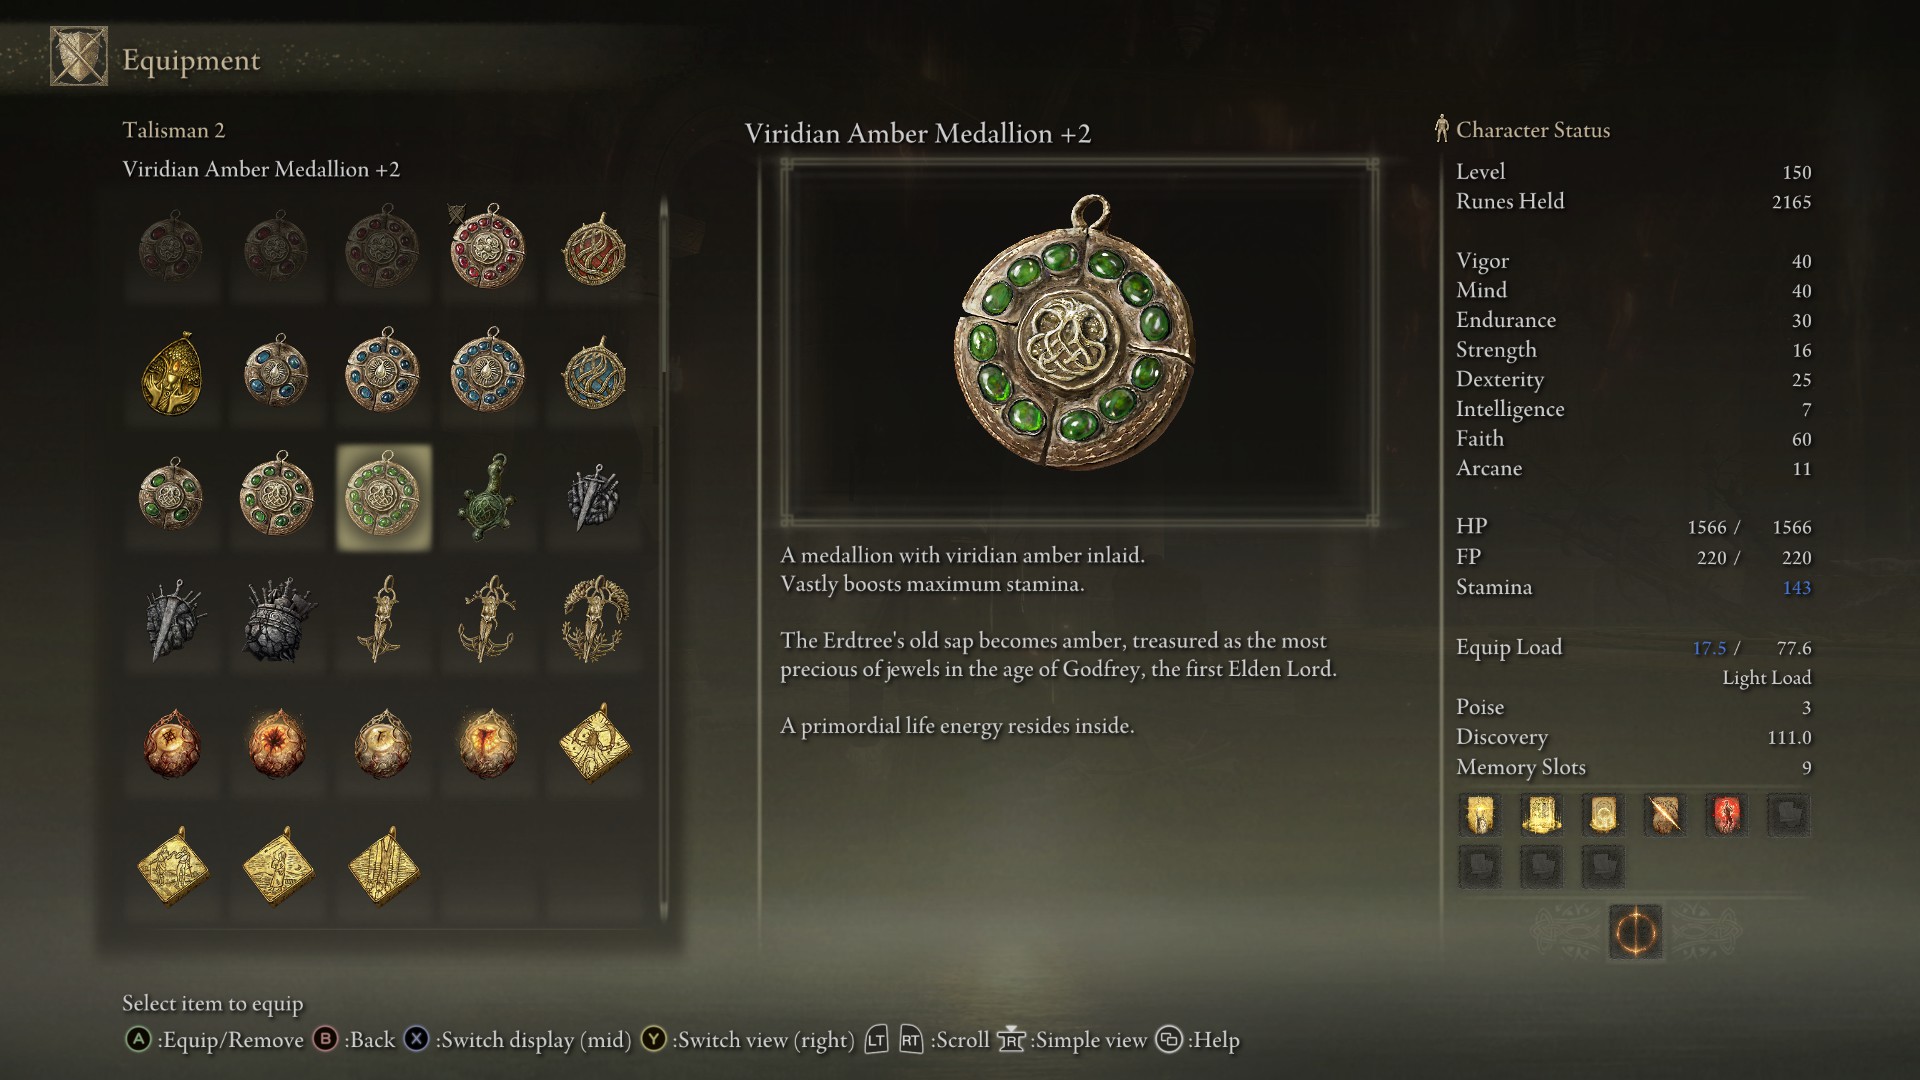 Equipment
Talisman 2
Viridian Amber Medallion +2
Viridian Amber Medallion +2
A medallion with viridian amber inlaid.
Vastly boosts maximum stamina.
The Erdtree's old sap becomes amber, treasured as the most
precious of jewels in the age of Godfrey, the first Elden Lord.
A primordial life energy resides inside.
Character Status
Level 150
Runes Held 2165
Vigor 40
Mind 40
Endurance 30
Strength 16
Dexterity 25
Intelligence 7
Faith 60
Arcane 11
HP 1566 / 1566
FP 220 / 220
Stamina 143
Equip Load 17.5 / 77.6
Light Load
Poise 3
Discovery 111.0
Memory Slots 9
Select item to equip
A :Equip/Remove B :Back X :Switch display (mid) Y :Switch view (right) LT RT :Scroll R :Simple view :Help